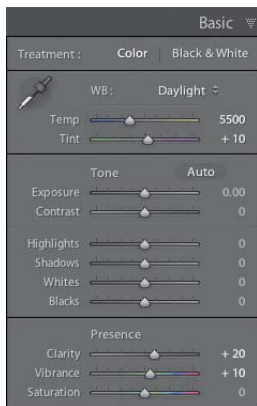 Basic
Treatment : Color Black & White
WB: Daylight
Temp 5500
Tint + 10
Tone Auto
Exposure 0.00
Contrast 0
Highlights 0
Shadows 0
Whites 0
Blacks 0
Presence
Clarity + 20
Vibrance + 10
Saturation 0